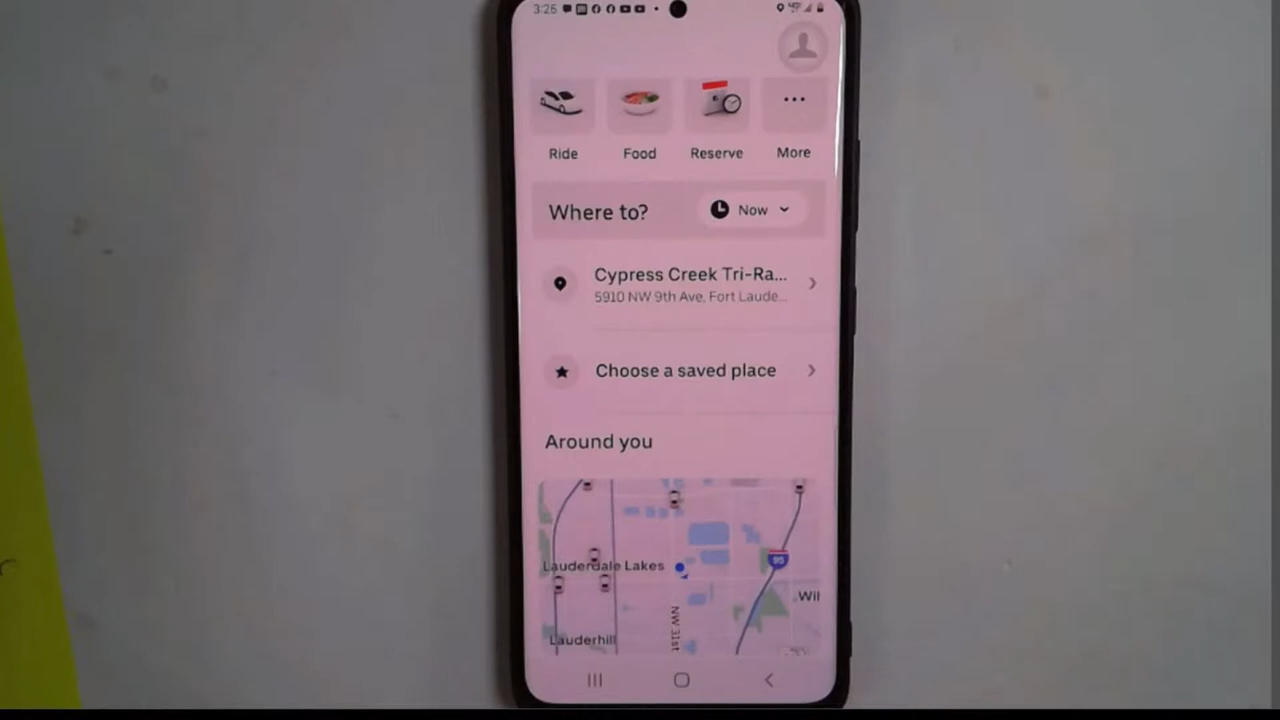 3:25
Ride
Food
Reserve
More
Where to?
Now
Cypress Creek Tri-Ra...
5910 NW 9th Ave, Fort Laude...
Choose a saved place
Around you
Lauderdale Lakes
95
Wil
NW 31st
Lauderhill